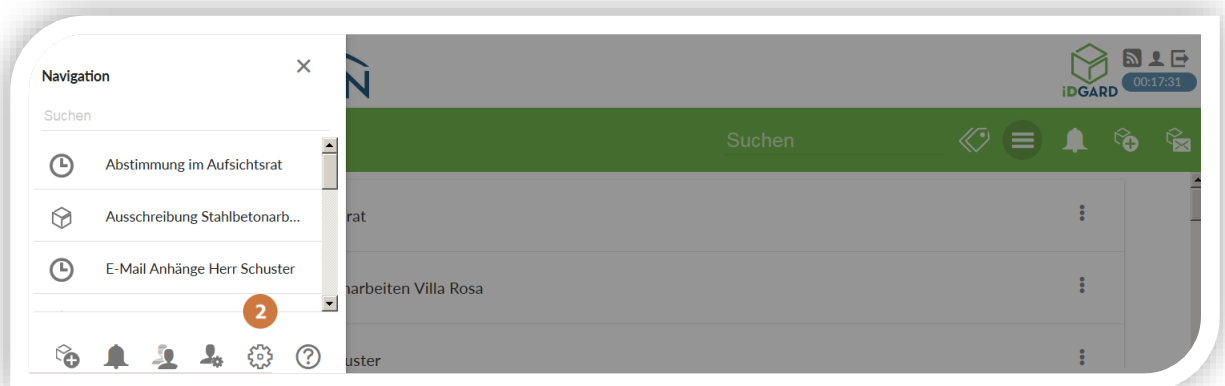 Navigation
Suchen
Abstimmung im Aufsichtsrat
Ausschreibung Stahlbetonarb...
E-Mail Anhänge Herr Schuster
2
N
iDGARD
00:17:31
Suchen
rat
narbeiten Villa Rosa
uster